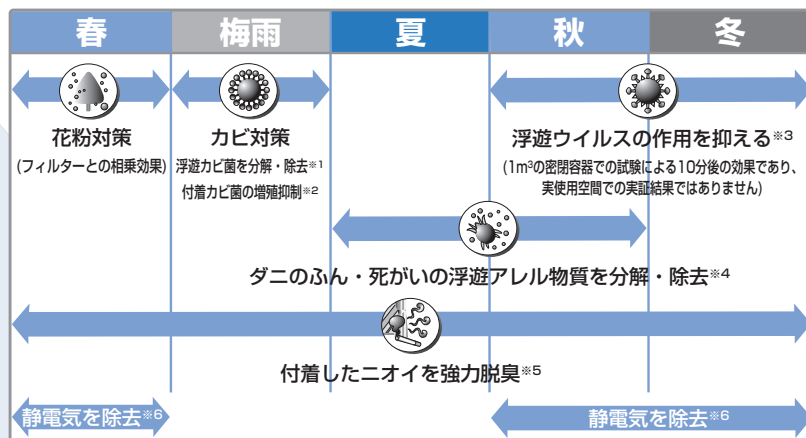 春 梅雨 夏 秋 冬
花粉対策
(フィルターとの相乗効果)
カビ対策
浮遊カビ菌を分解・除去※1
付着カビ菌の増殖抑制※2
浮遊ウイルスの作用を抑える※3
(1m³の密閉容器での試験による10分後の効果であり、
実使用空間での実証結果ではありません)
ダニのふん・死がいの浮遊アレル物質を分解・除去※4
付着したニオイを強力脱臭※5
静電気を除去※6
静電気を除去※6